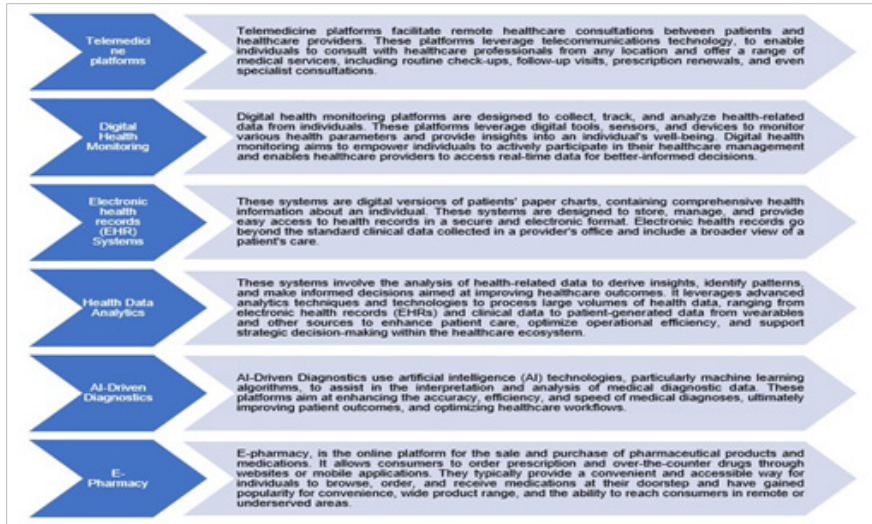 Telemedici
ne
platforms
Telemedicine platforms facilitate remote healthcare consultations between patients and
healthcare providers. These platforms leverage telecommunications technology, to enable
individuals to consult with healthcare professionals from any location and offer a range of
medical services, including routine check-ups, follow-up visits, prescription renewals, and even
specialist consultations.
Digital
Health
Monitoring
Digital health monitoring platforms are designed to collect, track, and analyze health-related
data from individuals. These platforms leverage digital tools, sensors, and devices to monitor
various health parameters and provide insights into an individual's well-being. Digital health
monitoring aims to empower individuals to actively participate in their healthcare management
and enables healthcare providers to access real-time data for better-informed decisions.
Electronic
health
records
(EHR)
Systems
These systems are digital versions of patients' paper charts, containing comprehensive health
information about an individual. These systems are designed to store, manage, and provide
easy access to health records in a secure and electronic format. Electronic health records go
beyond the standard clinical data collected in a provider's office and include a broader view of a
patient's care.
Health Data
Analytics
These systems involve the analysis of health-related data to derive insights, identify patterns,
and make informed decisions aimed at improving healthcare outcomes. It leverages advanced
analytics techniques and technologies to process large volumes of health data, ranging from
electronic health records (EHRs) and clinical data to patient-generated data from wearables
and other sources to enhance patient care, optimize operational efficiency, and support
strategic decision-making within the healthcare ecosystem.
AI-Driven
Diagnostics
AI-Driven Diagnostics use artificial intelligence (AI) technologies, particularly machine learning
algorithms, to assist in the interpretation and analysis of medical diagnostic data. These
platforms aim at enhancing the accuracy, efficiency, and speed of medical diagnoses, ultimately
improving patient outcomes, and optimizing healthcare workflows.
E-
Pharmacy
E-pharmacy, is the online platform for the sale and purchase of pharmaceutical products and
medications. It allows consumers to order prescription and over-the-counter drugs through
websites or mobile applications. They typically provide a convenient and accessible way for
individuals to browse, order, and receive medications at their doorstep and have gained
popularity for convenience, wide product range, and the ability to reach consumers in remote or
underserved areas.